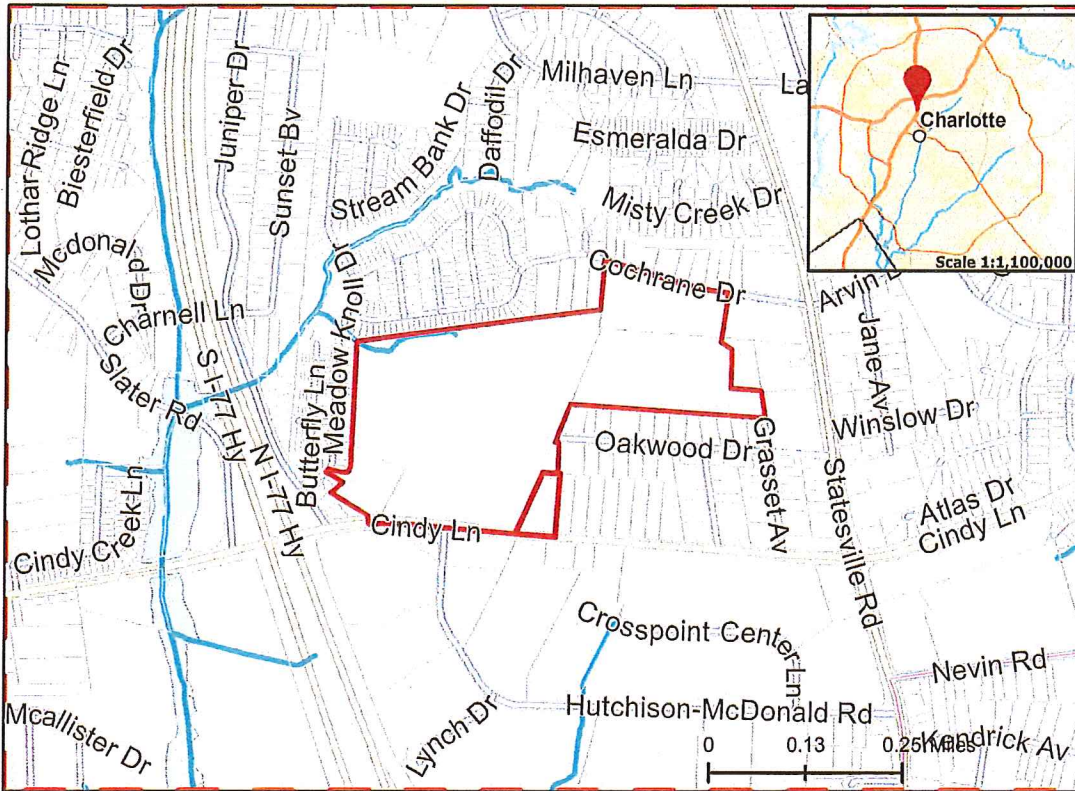 Lothar Ridge Ln
Biesterfield Dr
Juniper Dr
Sunset Bv
Stream Bank Dr
Daffodil Dr
Milhaven Ln
La
Esmeralda Dr
Misty Creek Dr
Charlotte
Scale 1:1,100,000
Mcdonald Dr
Charnell Ln
Slater Rd
S I-77 Hy
N I-77 Hy
Butterfly Ln
Meadow Knoll Dr
Cochrane Dr
Arvin D
Jane Av
Winslow Dr
Oakwood Dr
Grasset Av
Statesville Rd
Atlas Dr
Cindy Ln
Cindy Creek Ln
Cindy Ln
Crosspoint Center Ln
Nevin Rd
Hutchison-McDonald Rd
Lynch Dr
Mcallister Dr
Kendrick Av
0 0.13 0.25 Miles